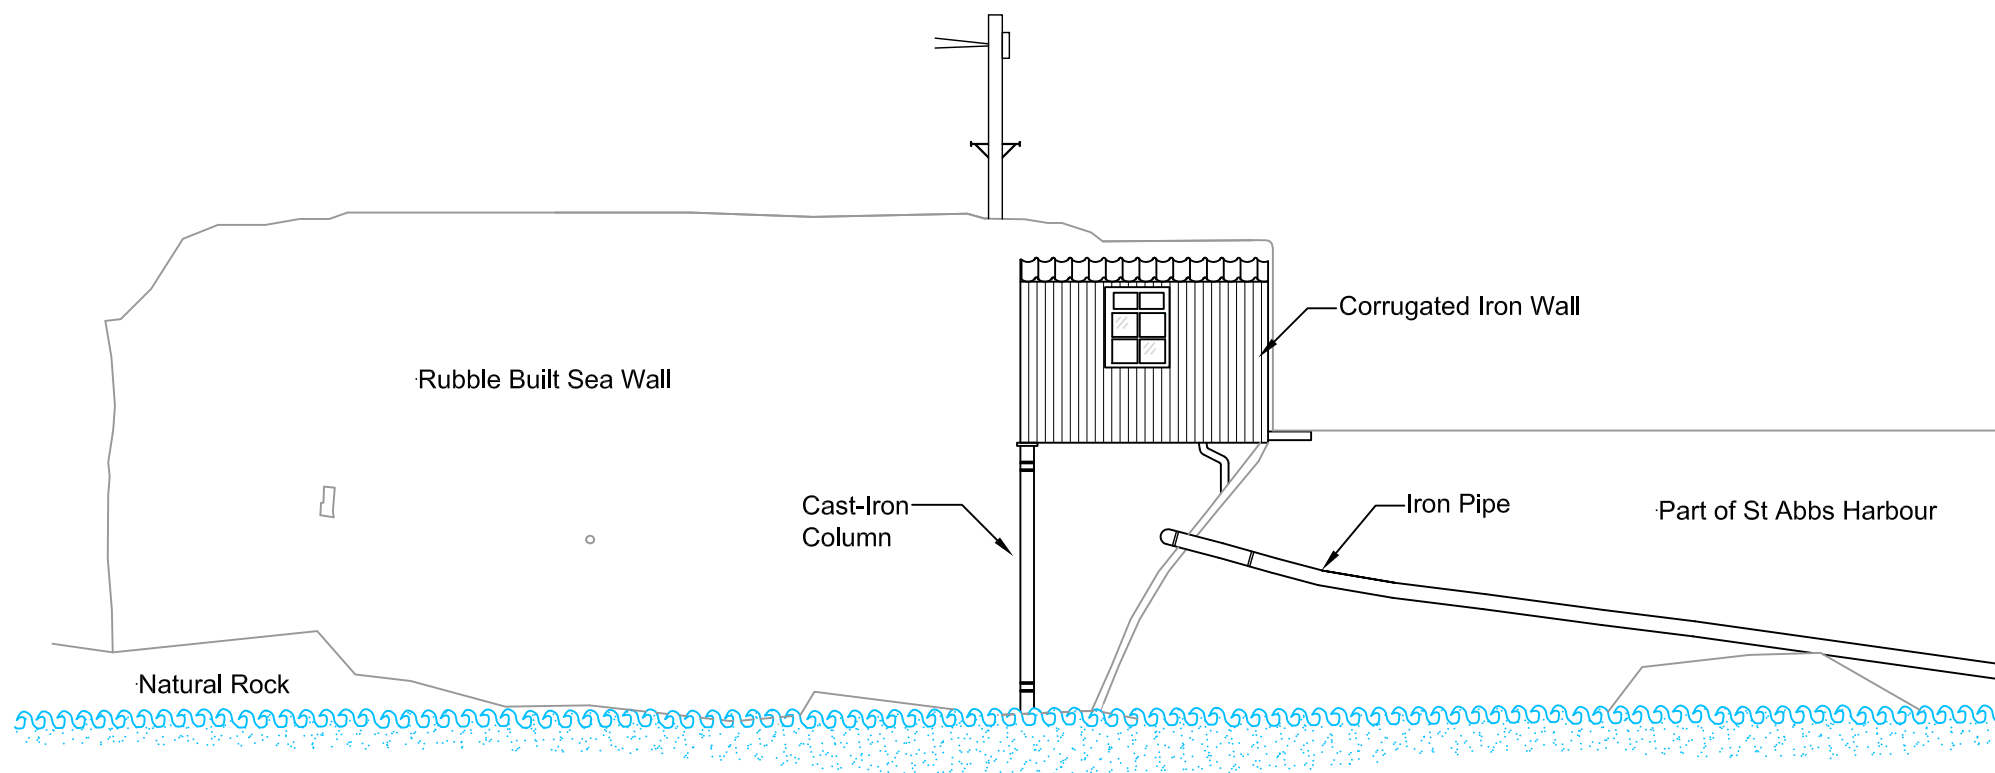 Corrugated Iron Wall
Rubble Built Sea Wall
Cast-Iron
Column
Iron Pipe
Part of St Abbs Harbour
Natural Rock